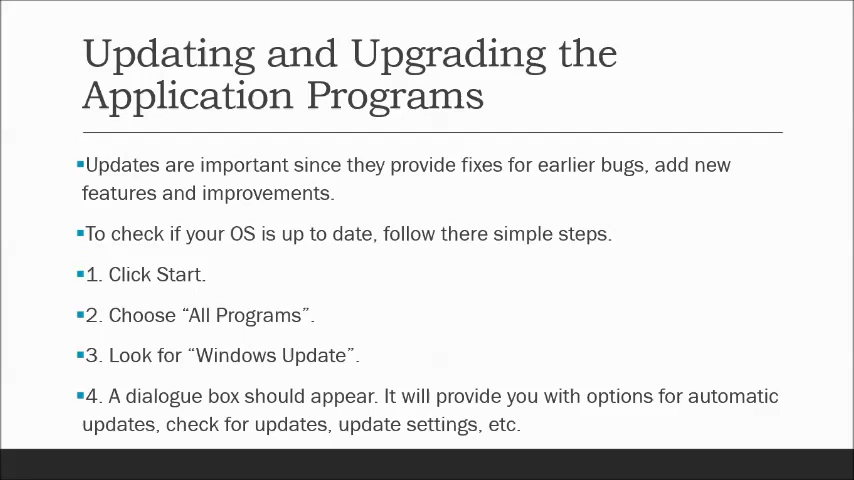 Updating and Upgrading the
Application Programs
▪Updates are important since they provide fixes for earlier bugs, add new
features and improvements.
▪To check if your OS is up to date, follow there simple steps.
▪1. Click Start.
▪2. Choose “All Programs”.
▪3. Look for “Windows Update”.
▪4. A dialogue box should appear. It will provide you with options for automatic
updates, check for updates, update settings, etc.